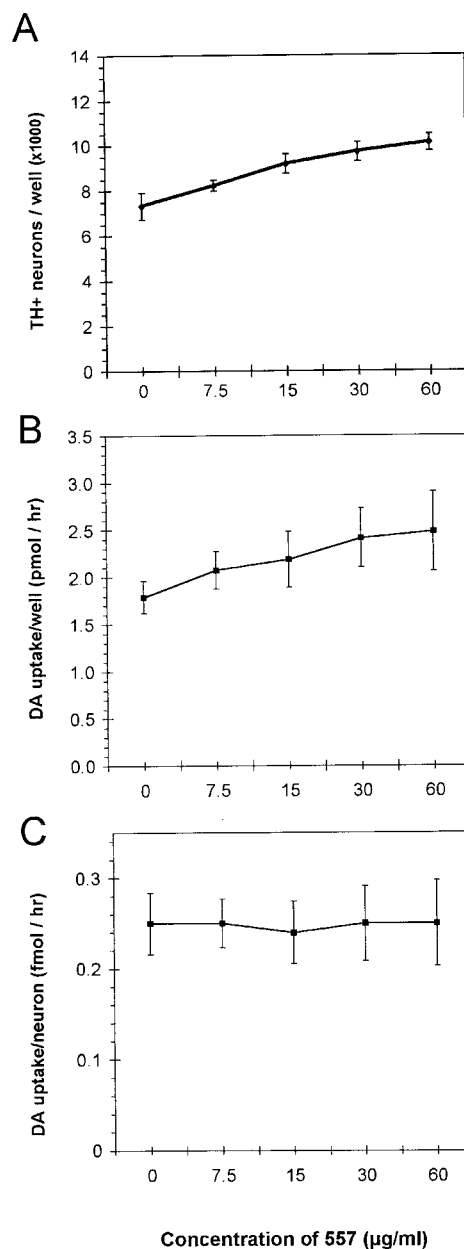 A
TH+ neurons / well (x1000)
14
12
10
8
6
4
2
0
0 7.5 15 30 60
B
DA uptake/well (pmol / hr)
3.5
3.0
2.5
2.0
1.5
1.0
0.5
0.0
0 7.5 15 30 60
C
DA uptake/neuron (fmol / hr)
0.3
0.2
0.1
0
0 7.5 15 30 60
Concentration of 557 (µg/ml)